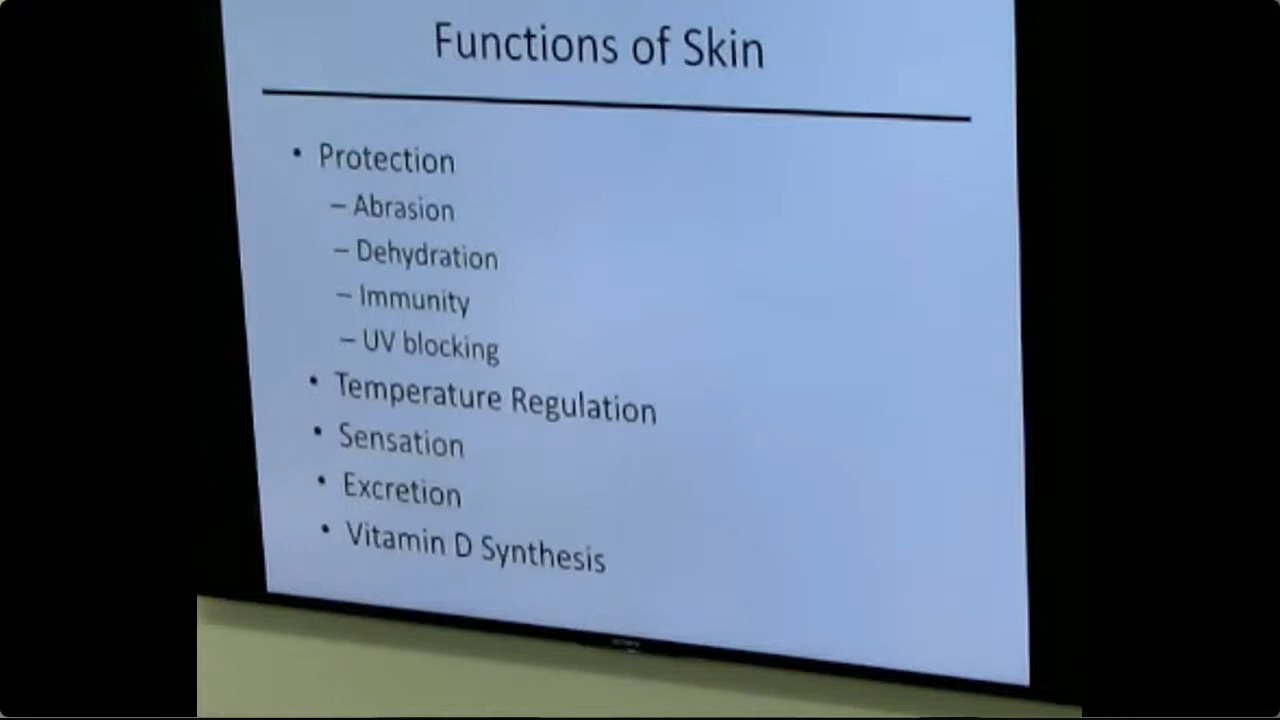 Functions of Skin
• Protection
– Abrasion
– Dehydration
– Immunity
– UV blocking
• Temperature Regulation
• Sensation
• Excretion
• Vitamin D Synthesis